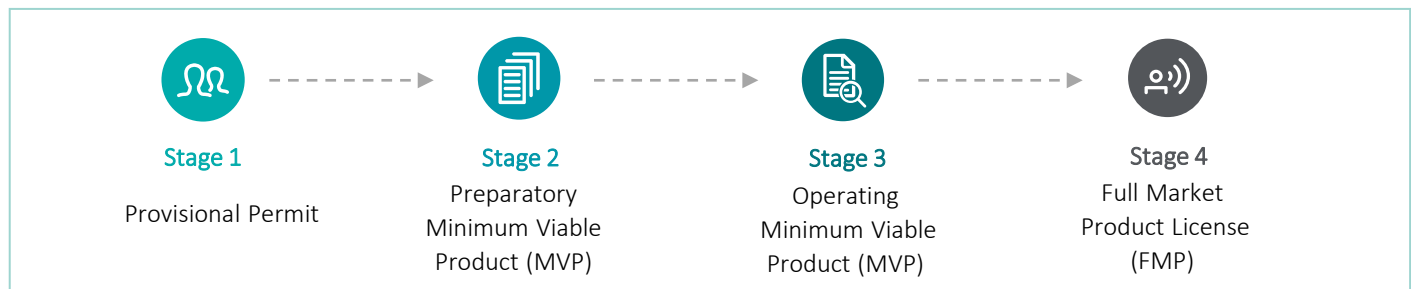 Stage 1
Provisional Permit
Stage 2
Preparatory
Minimum Viable
Product (MVP)
Stage 3
Operating
Minimum Viable
Product (MVP)
Stage 4
Full Market
Product License
(FMP)